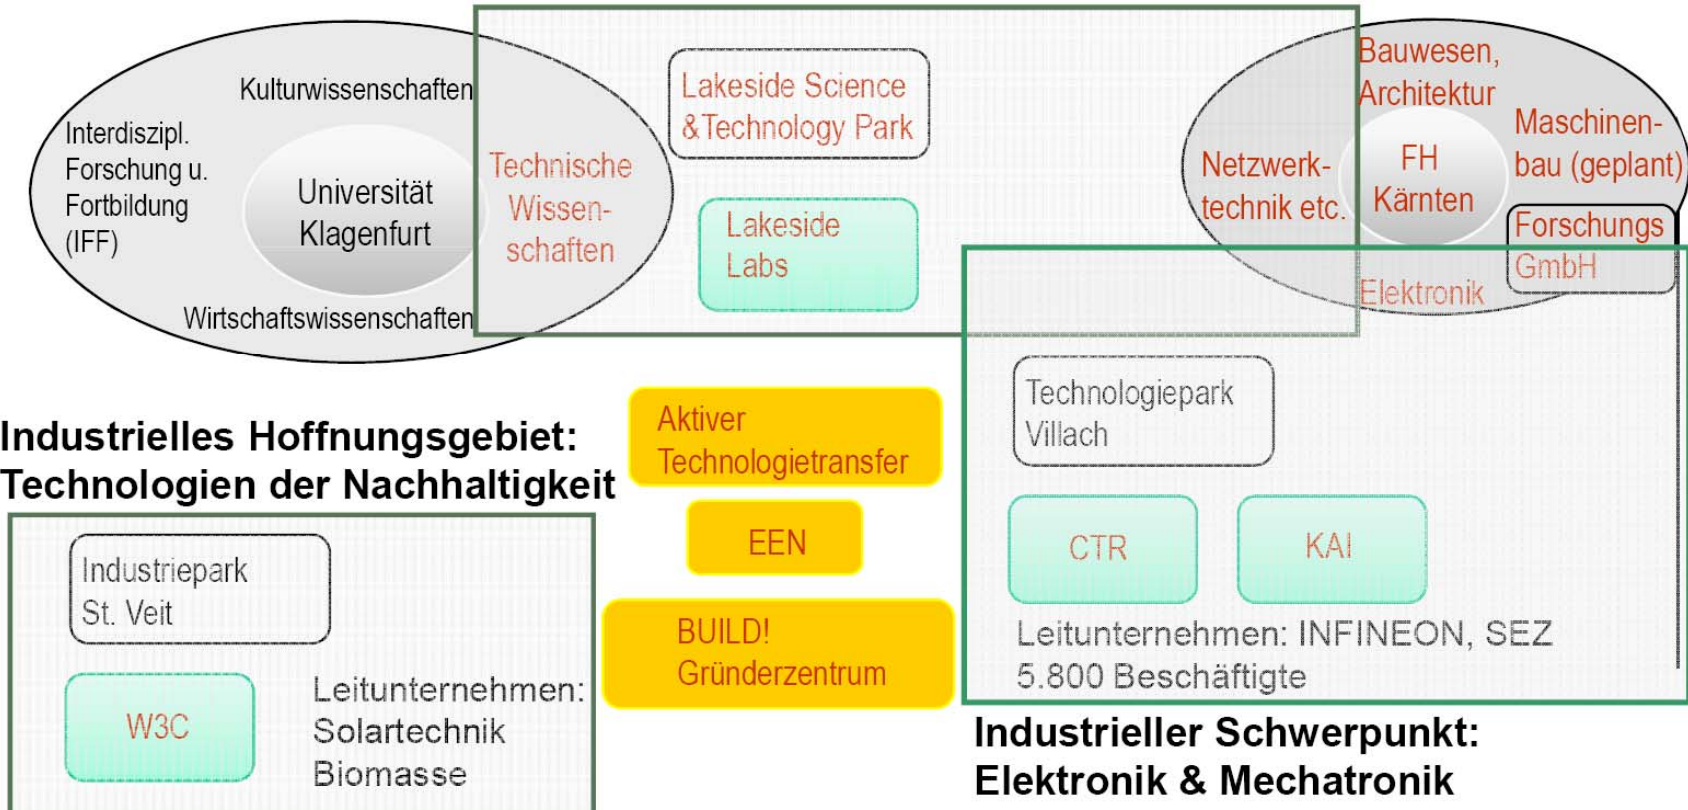 Kulturwissenschaften
Interdiszipl.
Forschung u.
Fortbildung
(IFF)
Universität
Klagenfurt
Technische
Wissen-
schaften
Wirtschaftswissenschaften
Lakeside Science
&Technology Park
Lakeside
Labs
Bauwesen,
Architektur
Maschinen-
bau (geplant)
Netzwerk-
technik etc.
FH
Kärnten
Forschungs
GmbH
Elektronik
Industrielles Hoffnungsgebiet:
Technologien der Nachhaltigkeit
Industriepark
St. Veit
W3C
Leitunternehmen:
Solartechnik
Biomasse
Aktiver
Technologietransfer
EEN
BUILD!
Gründerzentrum
Technologiepark
Villach
CTR
KAI
Leitunternehmen: INFINEON, SEZ
5.800 Beschäftigte
Industrieller Schwerpunkt:
Elektronik & Mechatronik